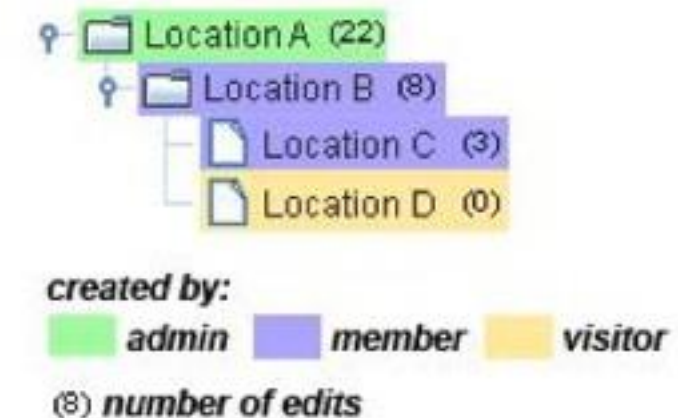 Location A (22)
Location B (8)
Location C (3)
Location D (0)
created by:
admin member visitor
(8) number of edits